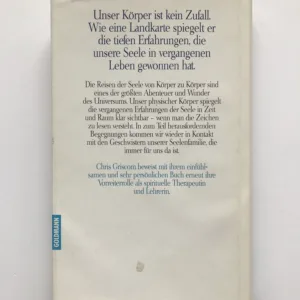 Unser Körper ist kein Zufall.
Wie eine Landkarte spiegelt er
die tiefen Erfahrungen, die
unsere Seele in vergangenen
Leben gewonnen hat.
Die Reisen der Seele von Körper zu Körper sind
eines der größten Abenteuer und Wunder
des Universums. Unser physischer Körper spiegelt
die vergangenen Erfahrungen der Seele in Zeit
und Raum klar sichtbar – wenn man die Zeichen
zu lesen versteht. In zum Teil herausfordernden
Begegnungen kommen wir wieder in Kontakt
mit den Geschwistern unserer Seelenfamilie, die
immer für uns da ist.
Chris Griscom beweist mit ihrem einfühl-
samen und sehr persönlichen Buch erneut ihre
Vorreiterrolle als spirituelle Therapeutin
und Lehrerin.
GOLDMANN